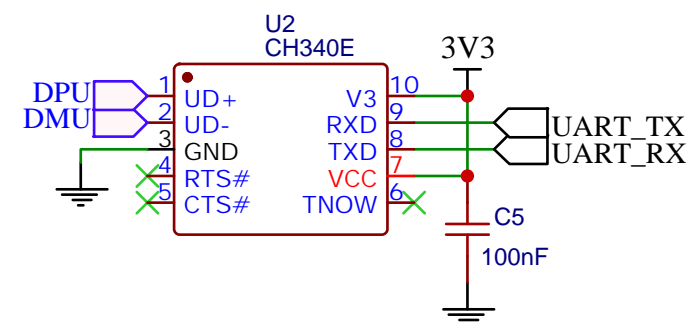 U2
CH340E
3V3
DPU
DMU
1 UD+
2 UD-
3 GND
4 RTS#
5 CTS#
10 V3
9 RXD
8 TXD
7 VCC
6 TNOW
UART_TX
UART_RX
C5
100nF